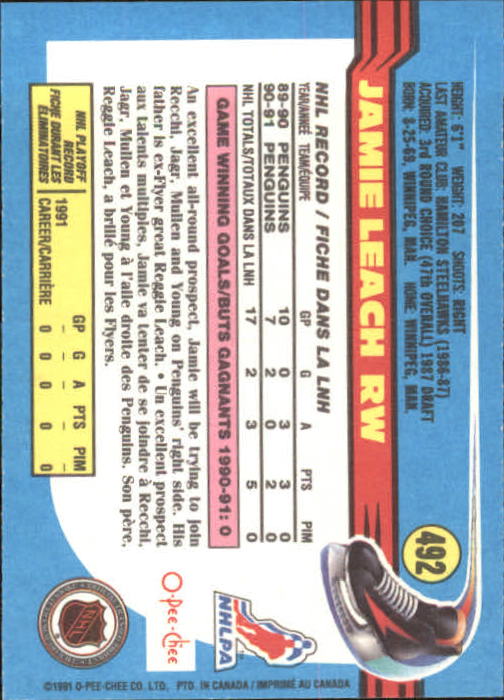 492
JAMIE LEACH RW
HEIGHT: 6'1" WEIGHT: 207 SHOOTS: RIGHT
LAST AMATEUR CLUB: HAMILTON STEELHAWKS (1986-87)
ACQUIRED: 3rd ROUND CHOICE (47th OVERALL) 1987 DRAFT
BORN: 8-25-69, WINNIPEG, MAN. HOME: WINNIPEG, MAN.
NHL RECORD / FICHE DANS LA LNH
YEAR/ANNÉE TEAM/ÉQUIPE GP G A PTS PIM
89-90 PENGUINS 10 0 3 3 0
90-91 PENGUINS 7 2 0 2 0
NHL TOTALS/TOTAUX DANS LA LNH 17 2 3 5 0
GAME WINNING GOALS/BUTS GAGNANTS 1990-91: 0
An excellent all-round prospect, Jamie will be trying to join
Recchi, Jagr, Mullen and Young on Penguins' right side. His
father is ex-Flyer great Reggie Leach. • Un excellent prospect
aux talents multiples, Jamie va tenter de se joindre à Recchi,
Jagr, Mullen et Young à l'aile droite des Penguins. Son père,
Reggie Leach, a brillé pour les Flyers.
NHL PLAYOFF
RECORD
FICHE DURANT LES
ÉLIMINATOIRES
GP G A PTS PIM
1991 – – – – –
CAREER/CARRIÈRE 0 0 0 0 0
NHLPA
TM
O-Pee-Chee
NHL
©1991 O-PEE-CHEE CO. LTD. PTD. IN CANADA / IMPRIMÉ AU CANADA